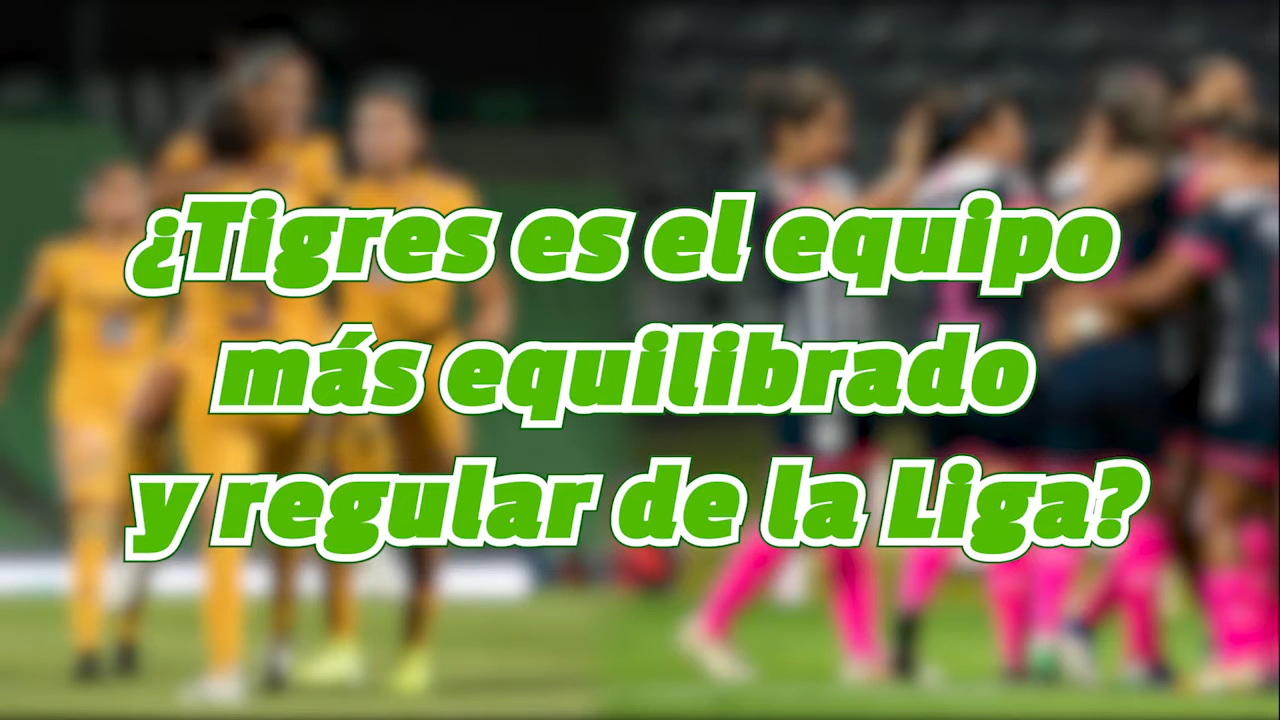 ¿Tigres es el equipo
más equilibrado
y regular de la Liga?